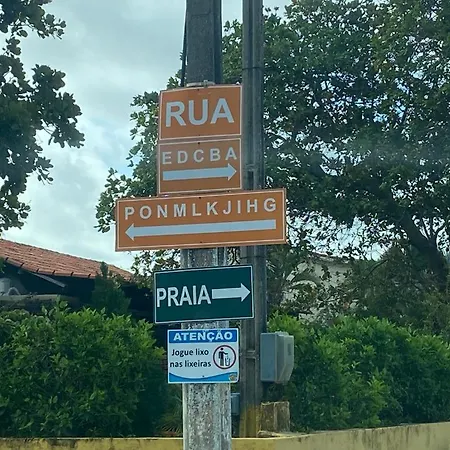 RUA
EDCBA
PONMLKJIHG
PRAIA
ATENÇÃO
Jogue lixo
nas lixeiras